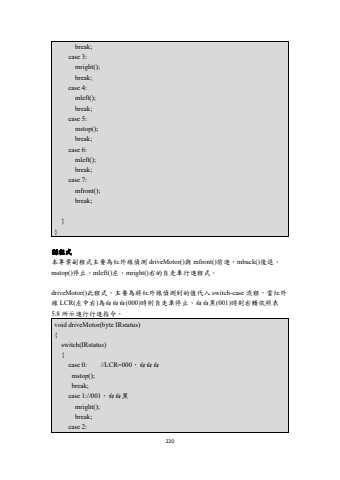 break;
case 3:
mright();
break;
case 4:
mleft();
break;
case 5:
mstop();
break;
case 6:
mleft();
break;
case 7:
mfront();
break;
}
}
副程式
本專案副程式主要為紅外線偵測 driveMotor()與 mfront()前進、mback()後退、
mstop()停止、mleft()左、mright()右的自走車行進程式。
driveMotor()此程式，主要為將紅外線偵測到的值代入 switch-case 流程，當紅外
線 LCR(左中右)為白白白(000)時則自走車停止、白白黑(001)時則右轉依照表
5.8 所示進行行進指令。
void driveMotor(byte IRstatus)
{
switch(IRstatus)
{
case 0: //LCR=000，白白白
mstop();
break;
case 1://001，白白黑
mright();
break;
case 2:
220